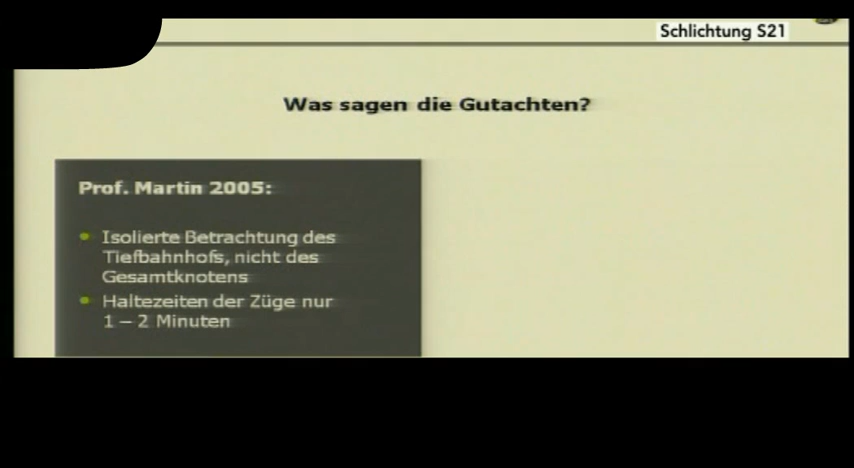 Schlichtung S21
Was sagen die Gutachten?
Prof. Martin 2005:
• Isolierte Betrachtung des
Tiefbahnhofs, nicht des
Gesamtknotens
• Haltezeiten der Züge nur
1 – 2 Minuten